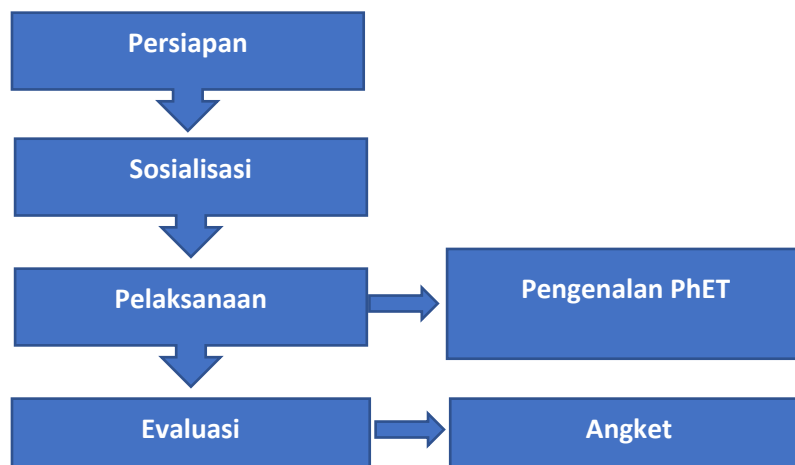 Persiapan
Sosialisasi
Pelaksanaan
Pengenalan PhET
Evaluasi
Angket